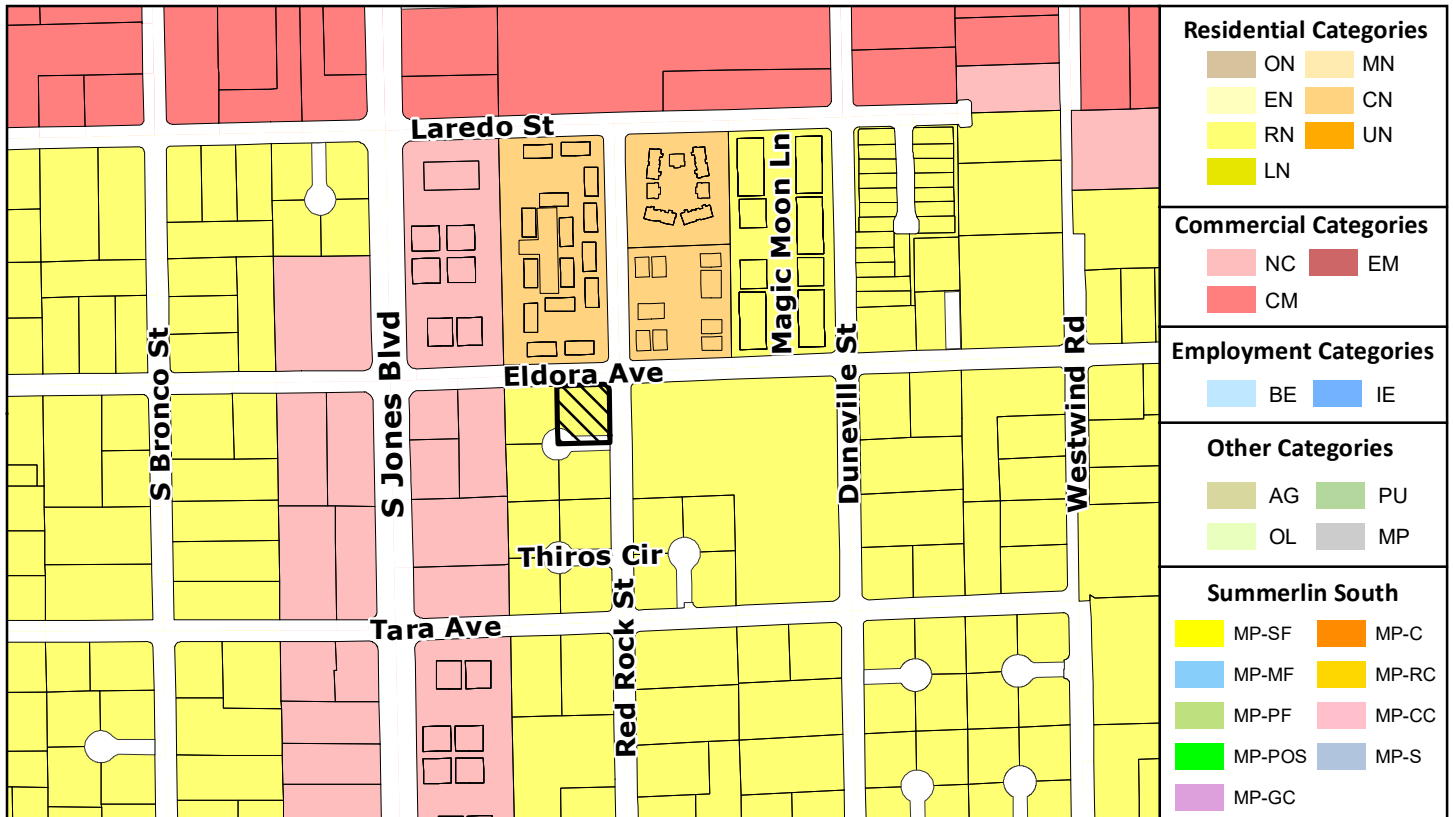 Laredo St
Magic Moon Ln
S Bronco St
S Jones Blvd
Eldora Ave
Duneville St
Westwind Rd
Thiros Cir
Red Rock St
Tara Ave
Residential Categories
ON MN
EN CN
RN UN
LN
Commercial Categories
NC EM
CM
Employment Categories
BE IE
Other Categories
AG PU
OL MP
Summerlin South
MP-SF MP-C
MP-MF MP-RC
MP-PF MP-CC
MP-POS MP-S
MP-GC